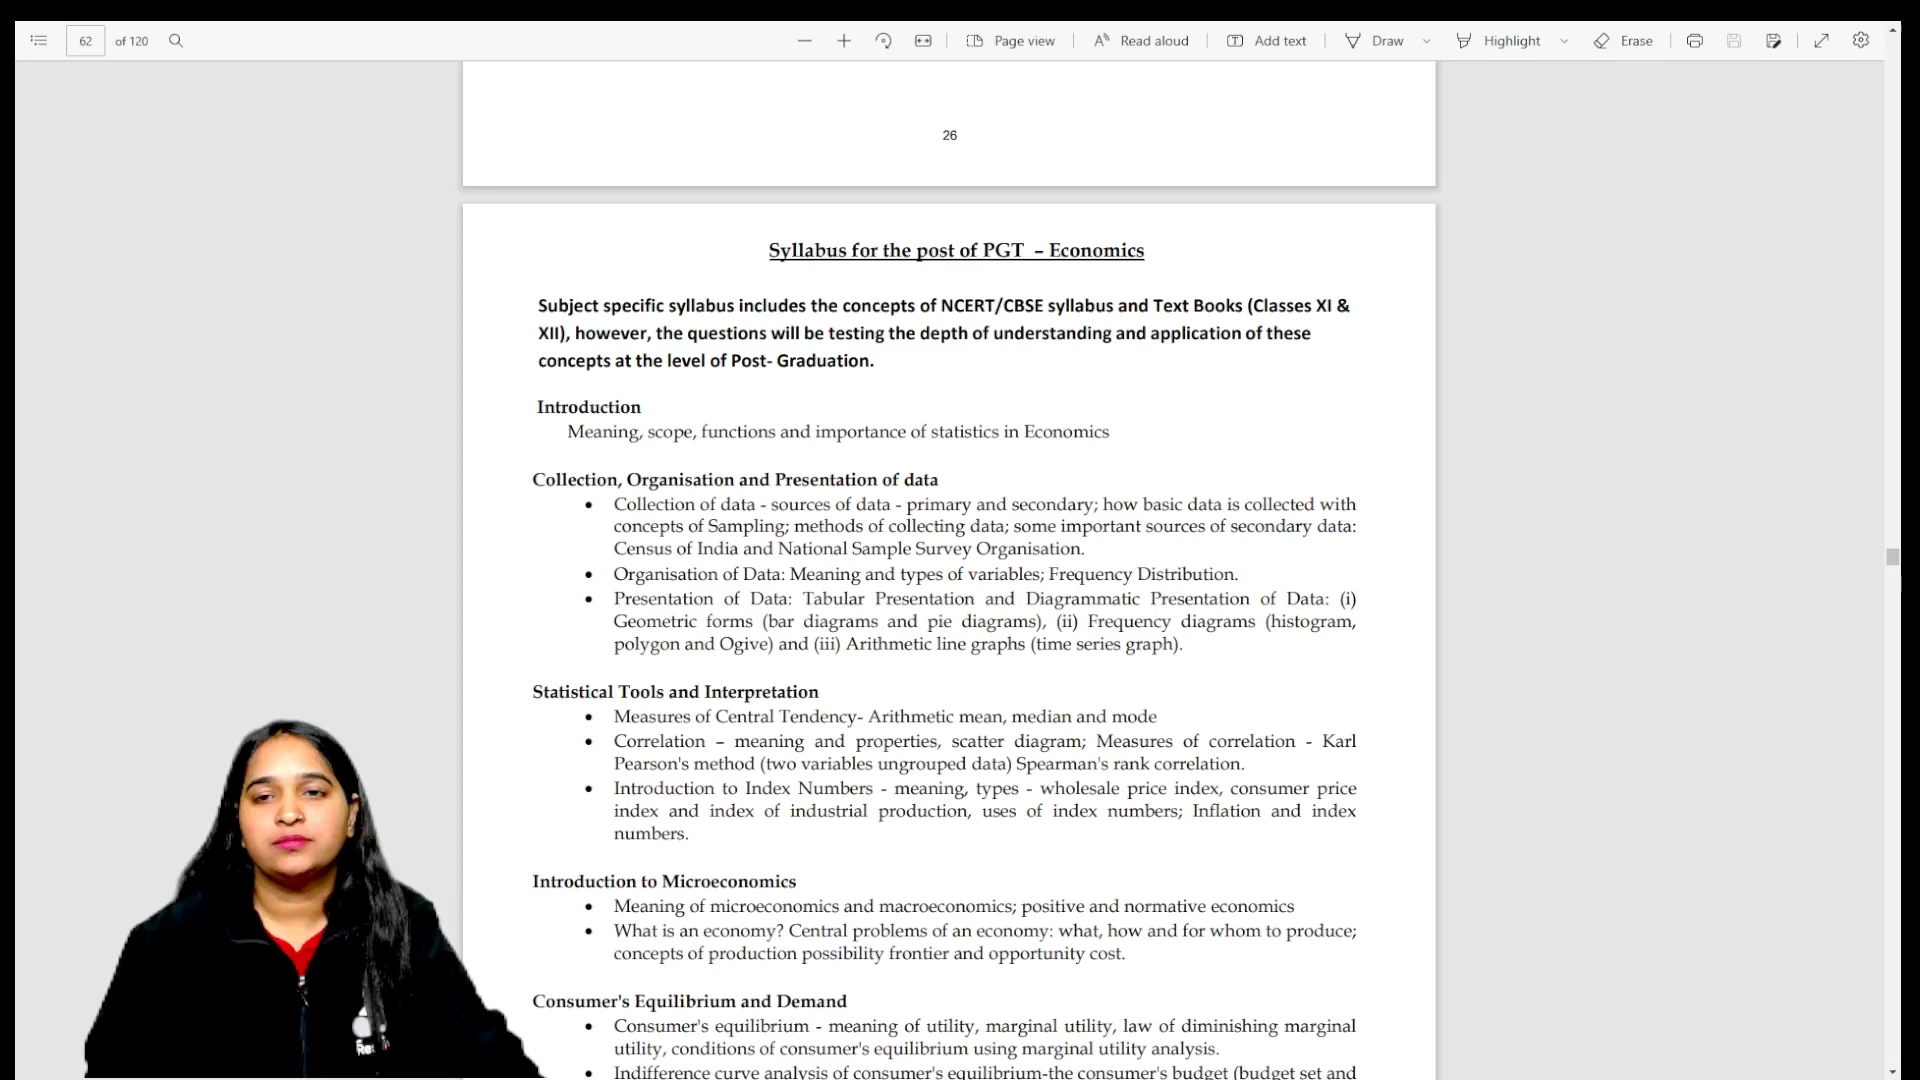 62 of 120 Page view Read aloud Add text Draw Highlight Erase
26
Syllabus for the post of PGT – Economics
Subject specific syllabus includes the concepts of NCERT/CBSE syllabus and Text Books (Classes XI &
XII), however, the questions will be testing the depth of understanding and application of these
concepts at the level of Post- Graduation.
Introduction
Meaning, scope, functions and importance of statistics in Economics
Collection, Organisation and Presentation of data
• Collection of data - sources of data - primary and secondary; how basic data is collected with
concepts of Sampling; methods of collecting data; some important sources of secondary data:
Census of India and National Sample Survey Organisation.
• Organisation of Data: Meaning and types of variables; Frequency Distribution.
• Presentation of Data: Tabular Presentation and Diagrammatic Presentation of Data: (i)
Geometric forms (bar diagrams and pie diagrams), (ii) Frequency diagrams (histogram,
polygon and Ogive) and (iii) Arithmetic line graphs (time series graph).
Statistical Tools and Interpretation
• Measures of Central Tendency- Arithmetic mean, median and mode
• Correlation – meaning and properties, scatter diagram; Measures of correlation - Karl
Pearson's method (two variables ungrouped data) Spearman's rank correlation.
• Introduction to Index Numbers - meaning, types - wholesale price index, consumer price
index and index of industrial production, uses of index numbers; Inflation and index
numbers.
Introduction to Microeconomics
• Meaning of microeconomics and macroeconomics; positive and normative economics
• What is an economy? Central problems of an economy: what, how and for whom to produce;
concepts of production possibility frontier and opportunity cost.
Consumer's Equilibrium and Demand
• Consumer's equilibrium - meaning of utility, marginal utility, law of diminishing marginal
utility, conditions of consumer's equilibrium using marginal utility analysis.
• Indifference curve analysis of consumer's equilibrium-the consumer's budget (budget set and